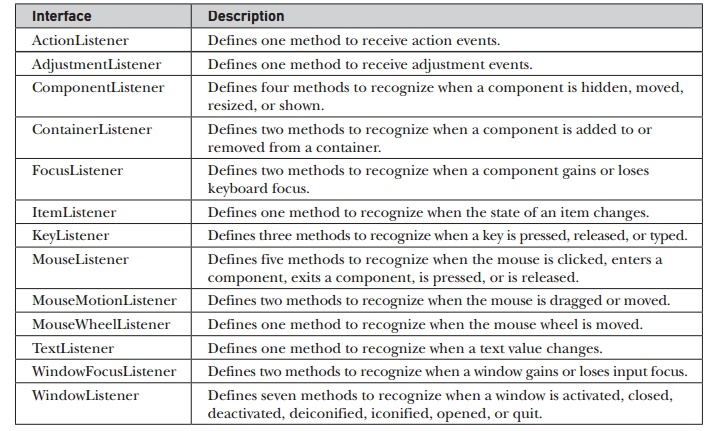 Interface Description
ActionListener Defines one method to receive action events.
AdjustmentListener Defines one method to receive adjustment events.
ComponentListener Defines four methods to recognize when a component is hidden, moved,
resized, or shown.
ContainerListener Defines two methods to recognize when a component is added to or
removed from a container.
FocusListener Defines two methods to recognize when a component gains or loses
keyboard focus.
ItemListener Defines one method to recognize when the state of an item changes.
KeyListener Defines three methods to recognize when a key is pressed, released, or typed.
MouseListener Defines five methods to recognize when the mouse is clicked, enters a
component, exits a component, is pressed, or is released.
MouseMotionListener Defines two methods to recognize when the mouse is dragged or moved.
MouseWheelListener Defines one method to recognize when the mouse wheel is moved.
TextListener Defines one method to recognize when a text value changes.
WindowFocusListener Defines two methods to recognize when a window gains or loses input focus.
WindowListener Defines seven methods to recognize when a window is activated, closed,
deactivated, deiconified, iconified, opened, or quit.